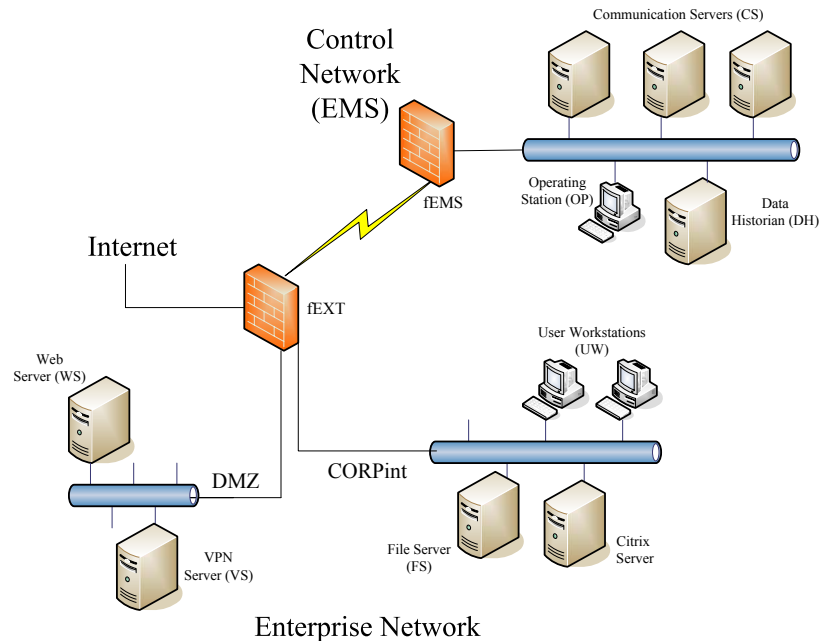 Communication Servers (CS)
Control
Network
(EMS)
fEMS
Operating
Station (OP)
Data
Historian (DH)
Internet
fEXT
User Workstations
(UW)
Web
Server (WS)
DMZ
CORPint
VPN
Server (VS)
File Server
(FS)
Citrix
Server
Enterprise Network